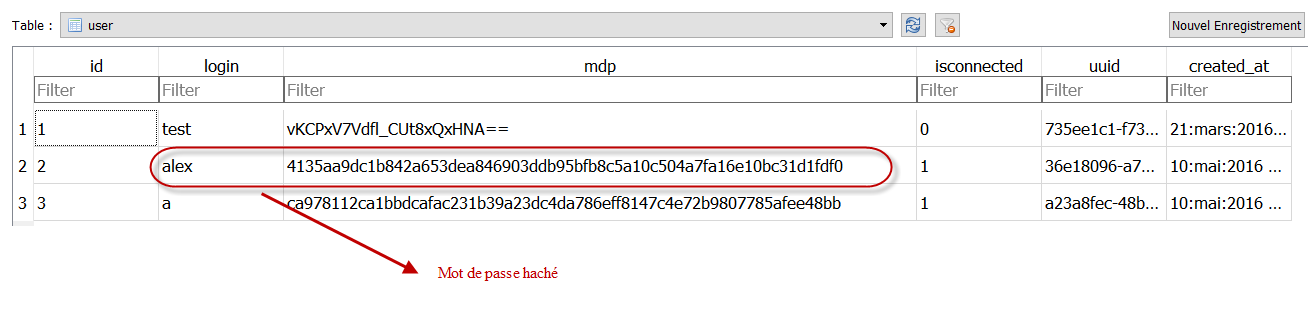 Table : user Nouvel Enregistrement
id login mdp isconnected uuid created_at
Filter Filter Filter Filter Filter Filter
1 1 test vKCPxV7Vdfl_CUt8xQxHNA== 0 735ee1c1-f73... 21:mars:2016...
2 2 alex 4135aa9dc1b842a653dea846903ddb95bfb8c5a10c504a7fa16e10bc31d1fdf0 1 36e18096-a7... 10:mai:2016 ...
3 3 a ca978112ca1bbdcafac231b39a23dc4da786eff8147c4e72b9807785afee48bb 1 a23a8fec-48b... 10:mai:2016 ...
Mot de passe haché